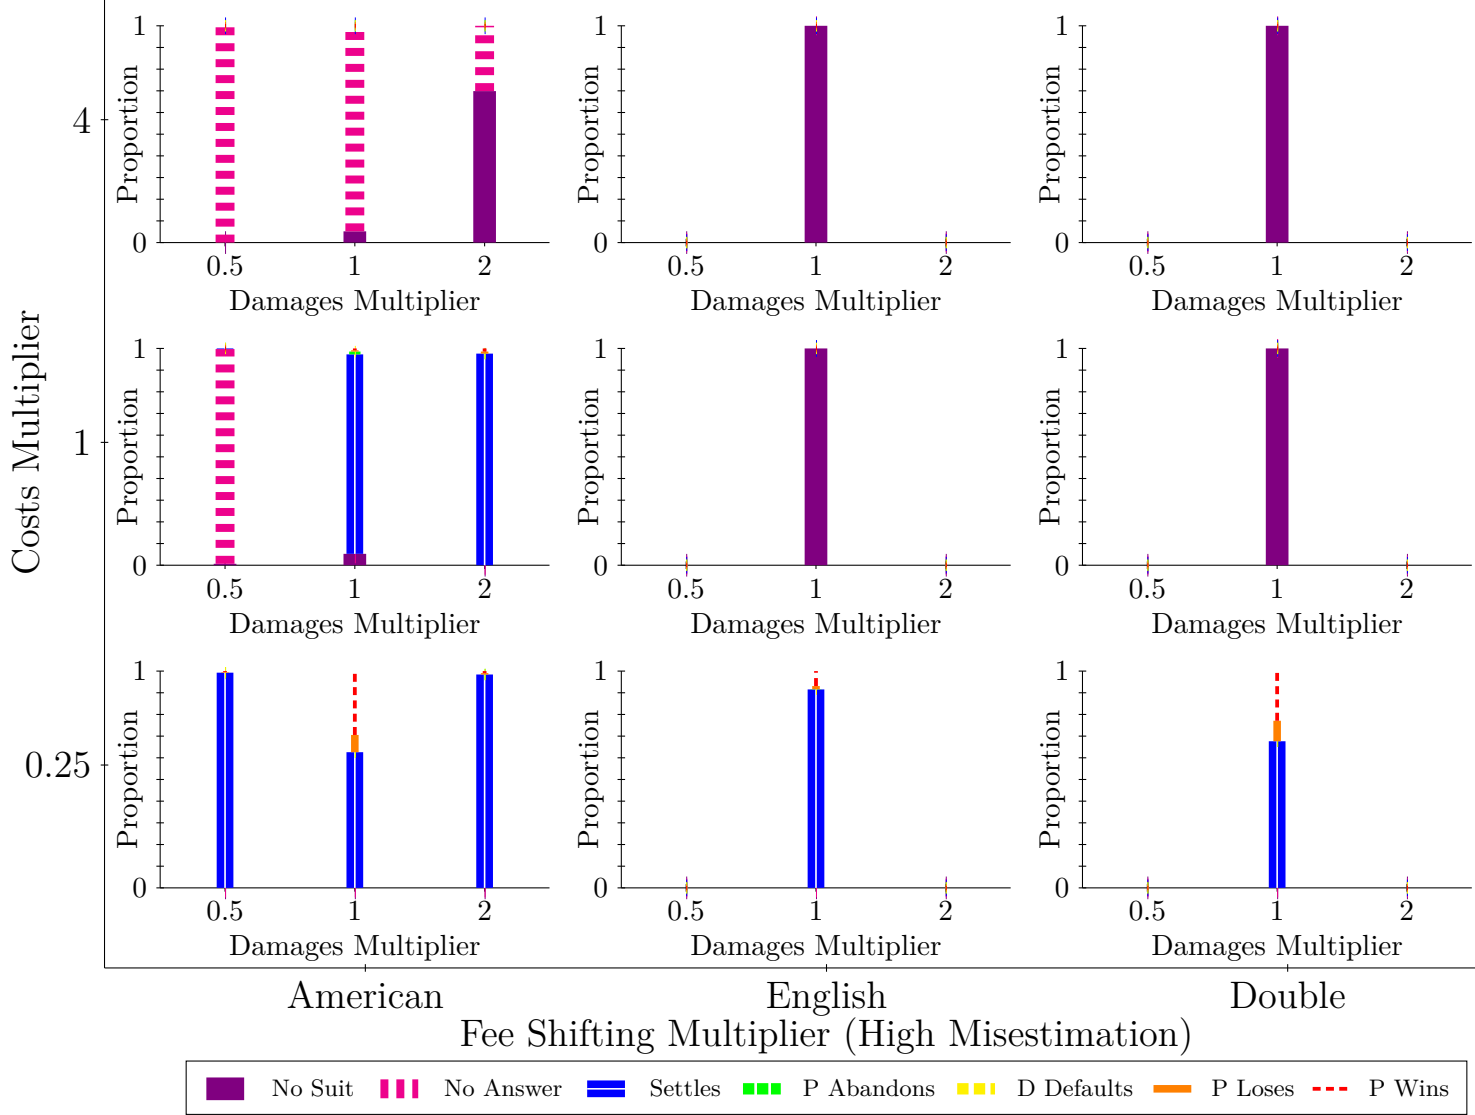 Costs Multiplier
4
Proportion
1
0
0.5 1 2
Damages Multiplier
Proportion
1
0
0.5 1 2
Damages Multiplier
Proportion
1
0
0.5 1 2
Damages Multiplier
1
Proportion
1
0
0.5 1 2
Damages Multiplier
Proportion
1
0
0.5 1 2
Damages Multiplier
Proportion
1
0
0.5 1 2
Damages Multiplier
0.25
Proportion
1
0
0.5 1 2
Damages Multiplier
Proportion
1
0
0.5 1 2
Damages Multiplier
Proportion
1
0
0.5 1 2
Damages Multiplier
American English Double
Fee Shifting Multiplier (High Misestimation)
No Suit No Answer Settles P Abandons D Defaults P Loses P Wins